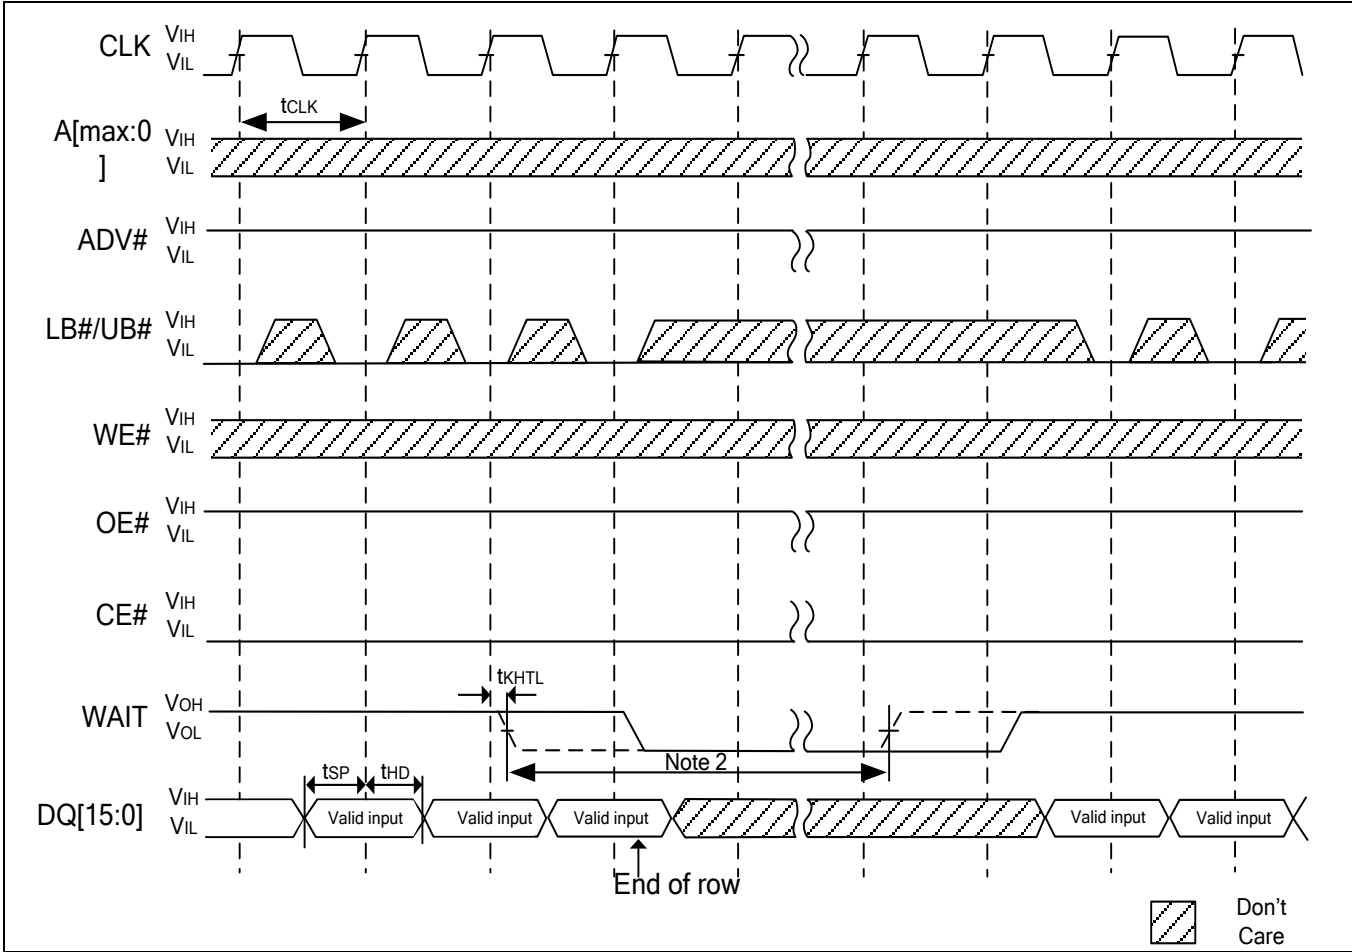 CLK VIH
VIL
tCLK
A[max:0
] VIH
VIL
ADV# VIH
VIL
LB#/UB# VIH
VIL
WE# VIH
VIL
OE# VIH
VIL
CE# VIH
VIL
tKHTL
WAIT VOH
VOL
Note 2
tSP tHD
DQ[15:0] VIH
VIL
Valid input Valid input Valid input Valid input Valid input
End of row
Don't
Care